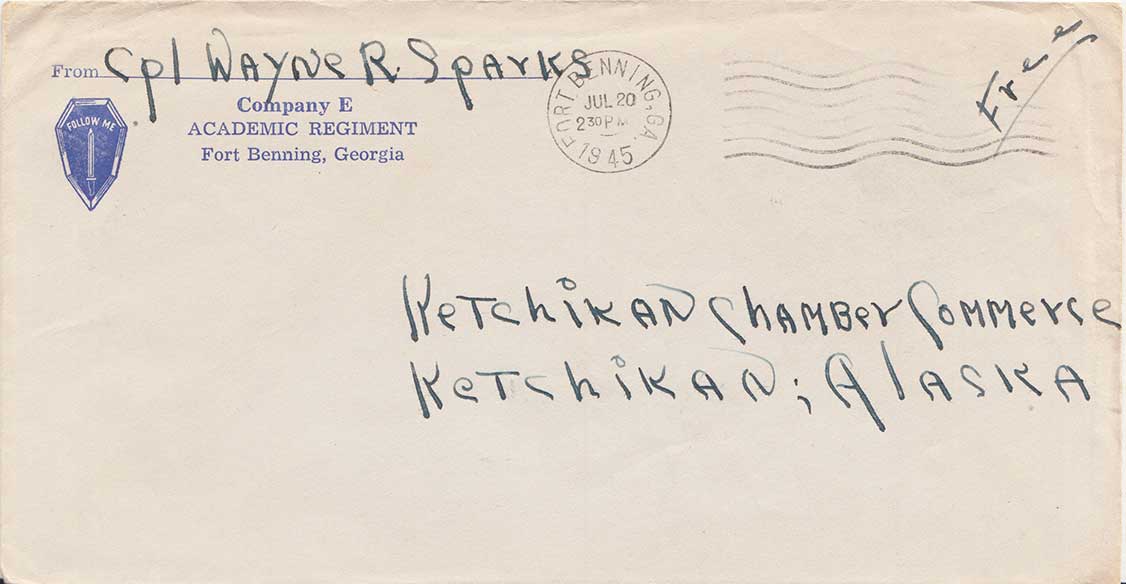 From Cpl Wayne R. Sparks
Company E
ACADEMIC REGIMENT
Fort Benning, Georgia
FOLLOW ME
FORT BENNING, GA.
JUL 20
2 30 PM
1945
Free
Ketchikan Chamber Commerce
Ketchikan, Alaska